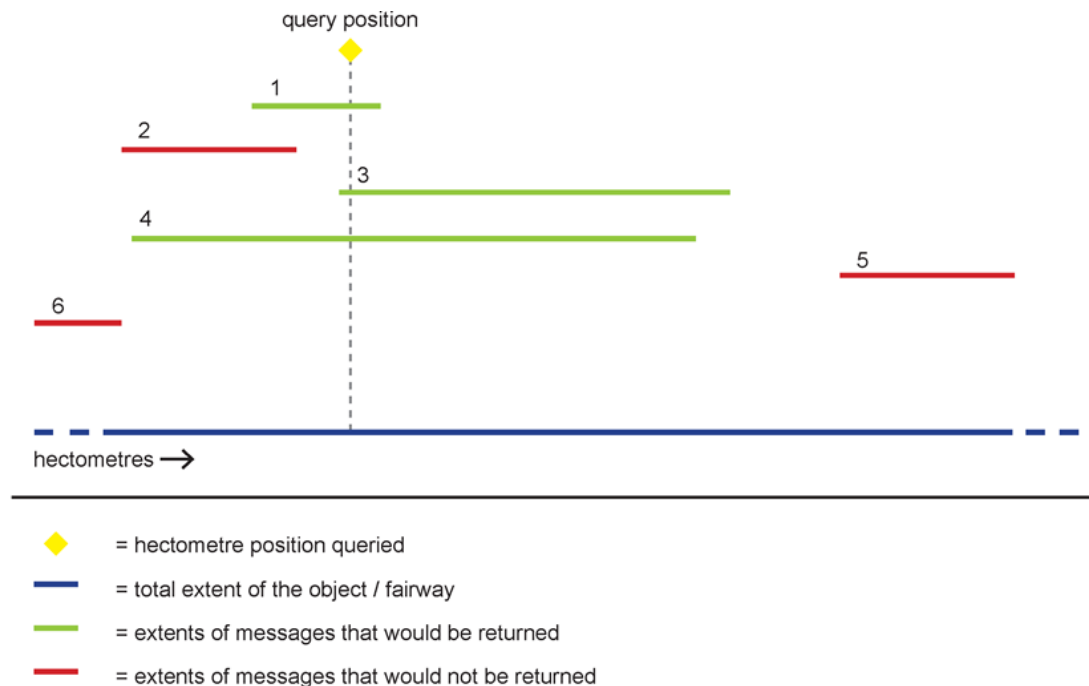 query position
1
2
3
4
5
6
hectometres
= hectometre position queried
= total extent of the object / fairway
= extents of messages that would be returned
= extents of messages that would not be returned